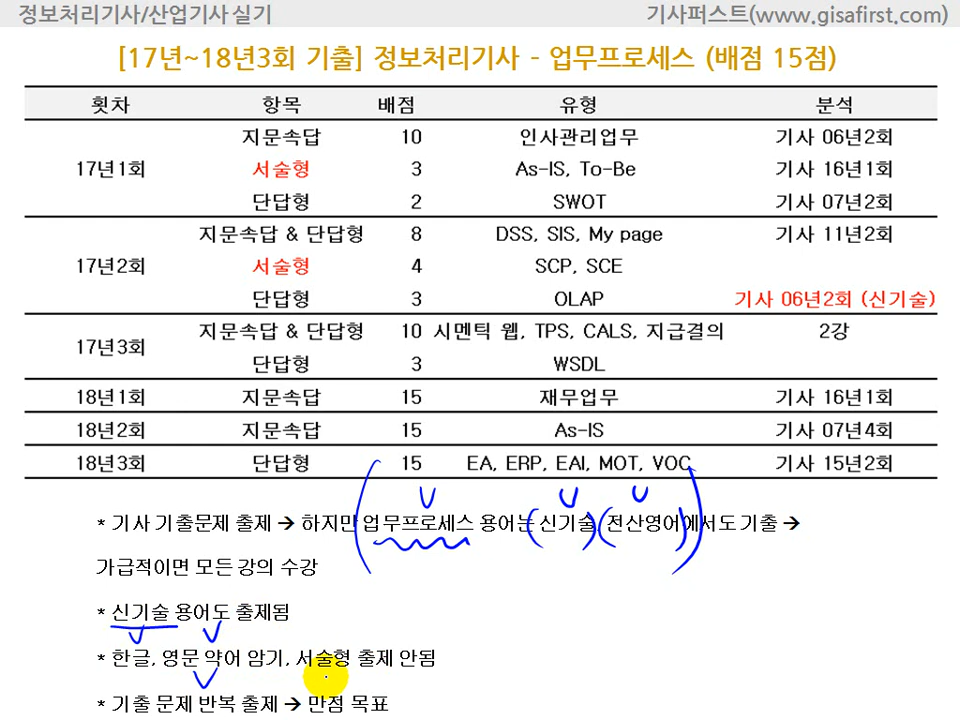 정보처리기사/산업기사 실기 기사퍼스트(www.gisafirst.com)
[17년~18년3회 기출] 정보처리기사 - 업무프로세스 (배점 15점)
횟차 항목 배점 유형 분석
지문속답 10 인사관리업무 기사 06년2회
17년1회 서술형 3 As-IS, To-Be 기사 16년1회
단답형 2 SWOT 기사 07년2회
지문속답 & 단답형 8 DSS, SIS, My page 기사 11년2회
17년2회 서술형 4 SCP, SCE
단답형 3 OLAP 기사 06년2회 (신기술)
지문속답 & 단답형 10 시멘틱 웹, TPS, CALS, 지급결의 2강
17년3회
단답형 3 WSDL
18년1회 지문속답 15 재무업무 기사 16년1회
18년2회 지문속답 15 As-IS 기사 07년4회
18년3회 단답형 15 EA, ERP, EAI, MOT, VOC 기사 15년2회
* 기사 기출문제 출제 → 하지만 업무프로세스 용어는 신기술, 전산영어에서도 기출 →
가급적이면 모든 강의 수강
* 신기술 용어도 출제됨
* 한글, 영문 약어 암기, 서술형 출제 안됨
* 기출 문제 반복 출제 → 만점 목표